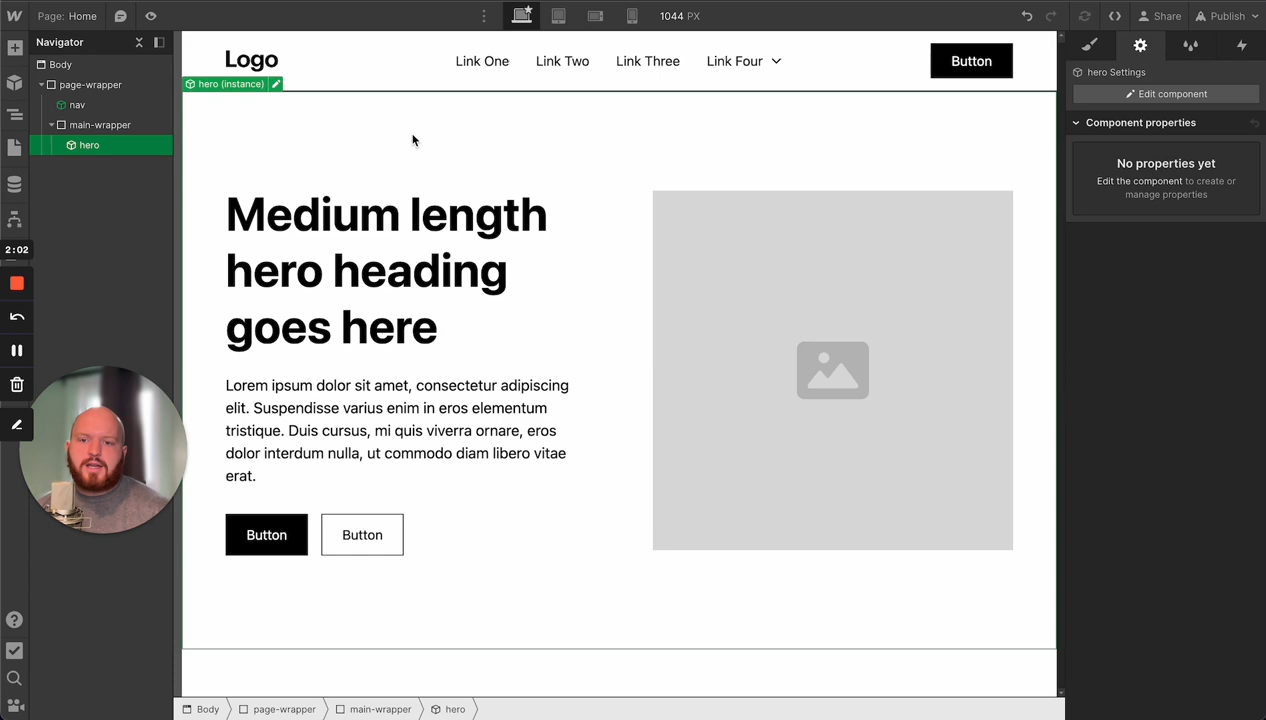 Page: Home
1044 PX
Share
Publish
Navigator
Body
page-wrapper
nav
main-wrapper
hero
2:02
Logo
Link One
Link Two
Link Three
Link Four
Button
hero (instance)
Medium length
hero heading
goes here
Lorem ipsum dolor sit amet, consectetur adipiscing
elit. Suspendisse varius enim in eros elementum
tristique. Duis cursus, mi quis viverra ornare, eros
dolor interdum nulla, ut commodo diam libero vitae
erat.
Button
Button
hero Settings
Edit component
Component properties
No properties yet
Edit the component to create or
manage properties
Body
page-wrapper
main-wrapper
hero